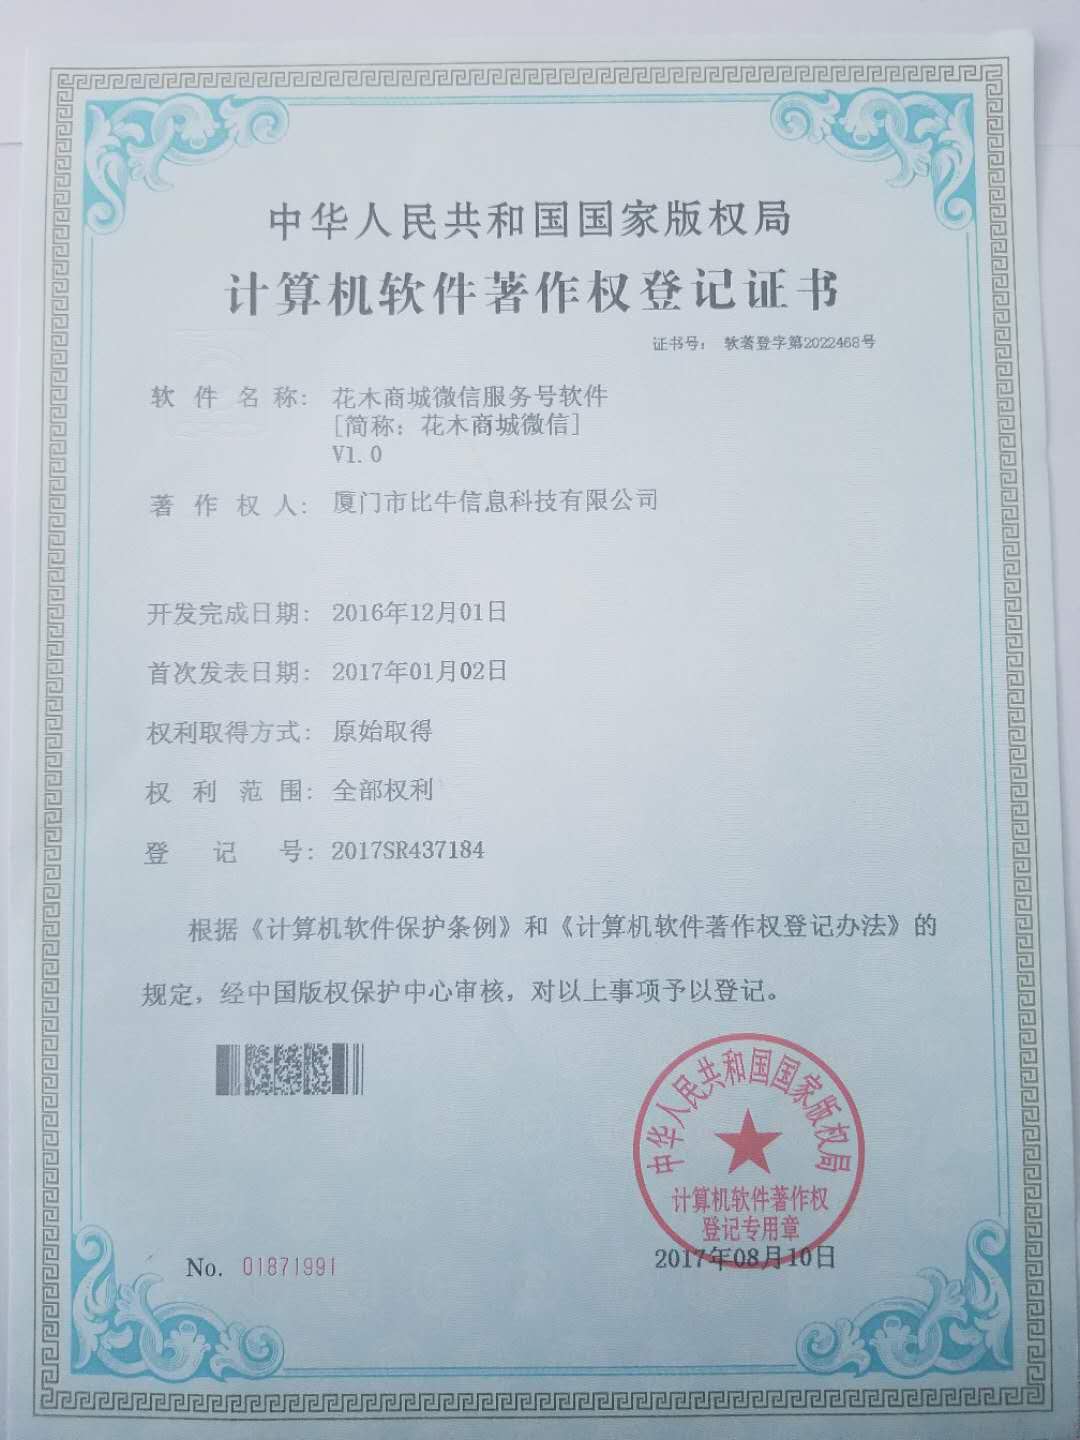 中华人民共和国国家版权局
计算机软件著作权登记证书
证书号： 软著登字第2022468号
软件名称： 花木商城微信服务号软件
[简称：花木商城微信]
V1.0
著作权人： 厦门市比牛信息科技有限公司
开发完成日期： 2016年12月01日
首次发表日期： 2017年01月02日
权利取得方式： 原始取得
权利范围： 全部权利
登记号： 2017SR437184
根据《计算机软件保护条例》和《计算机软件著作权登记办法》的
规定，经中国版权保护中心审核，对以上事项予以登记。
中华人民共和国国家版权局
计算机软件著作权
登记专用章
2017年08月10日
No. 01871991